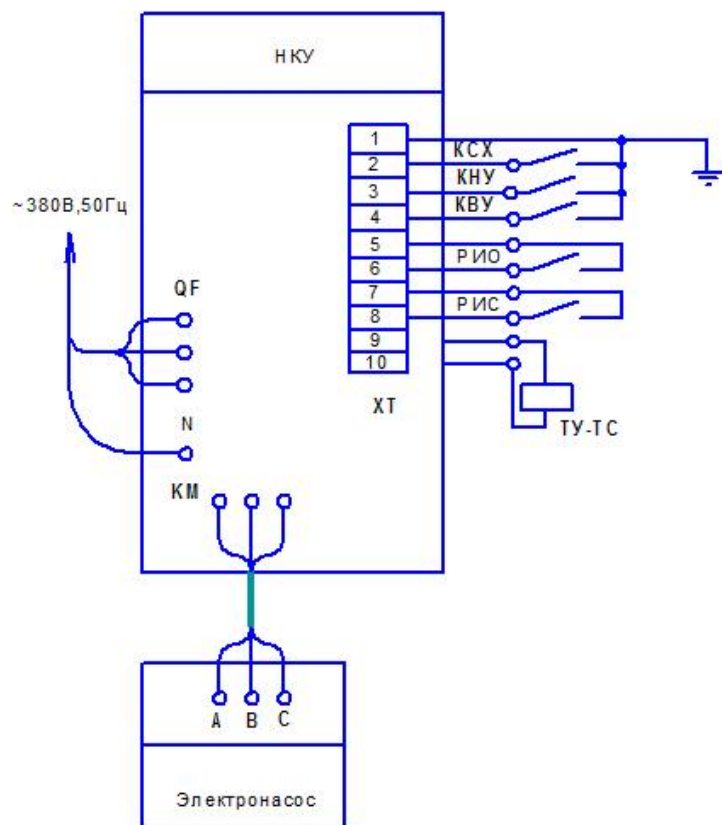 НКУ
~380В,50Гц
QF
N
КМ
1
2
3
4
5
6
7
8
9
10
ХТ
КСХ
КНУ
КВУ
РИО
РИС
ТУ-ТС
А В С
Электронасос